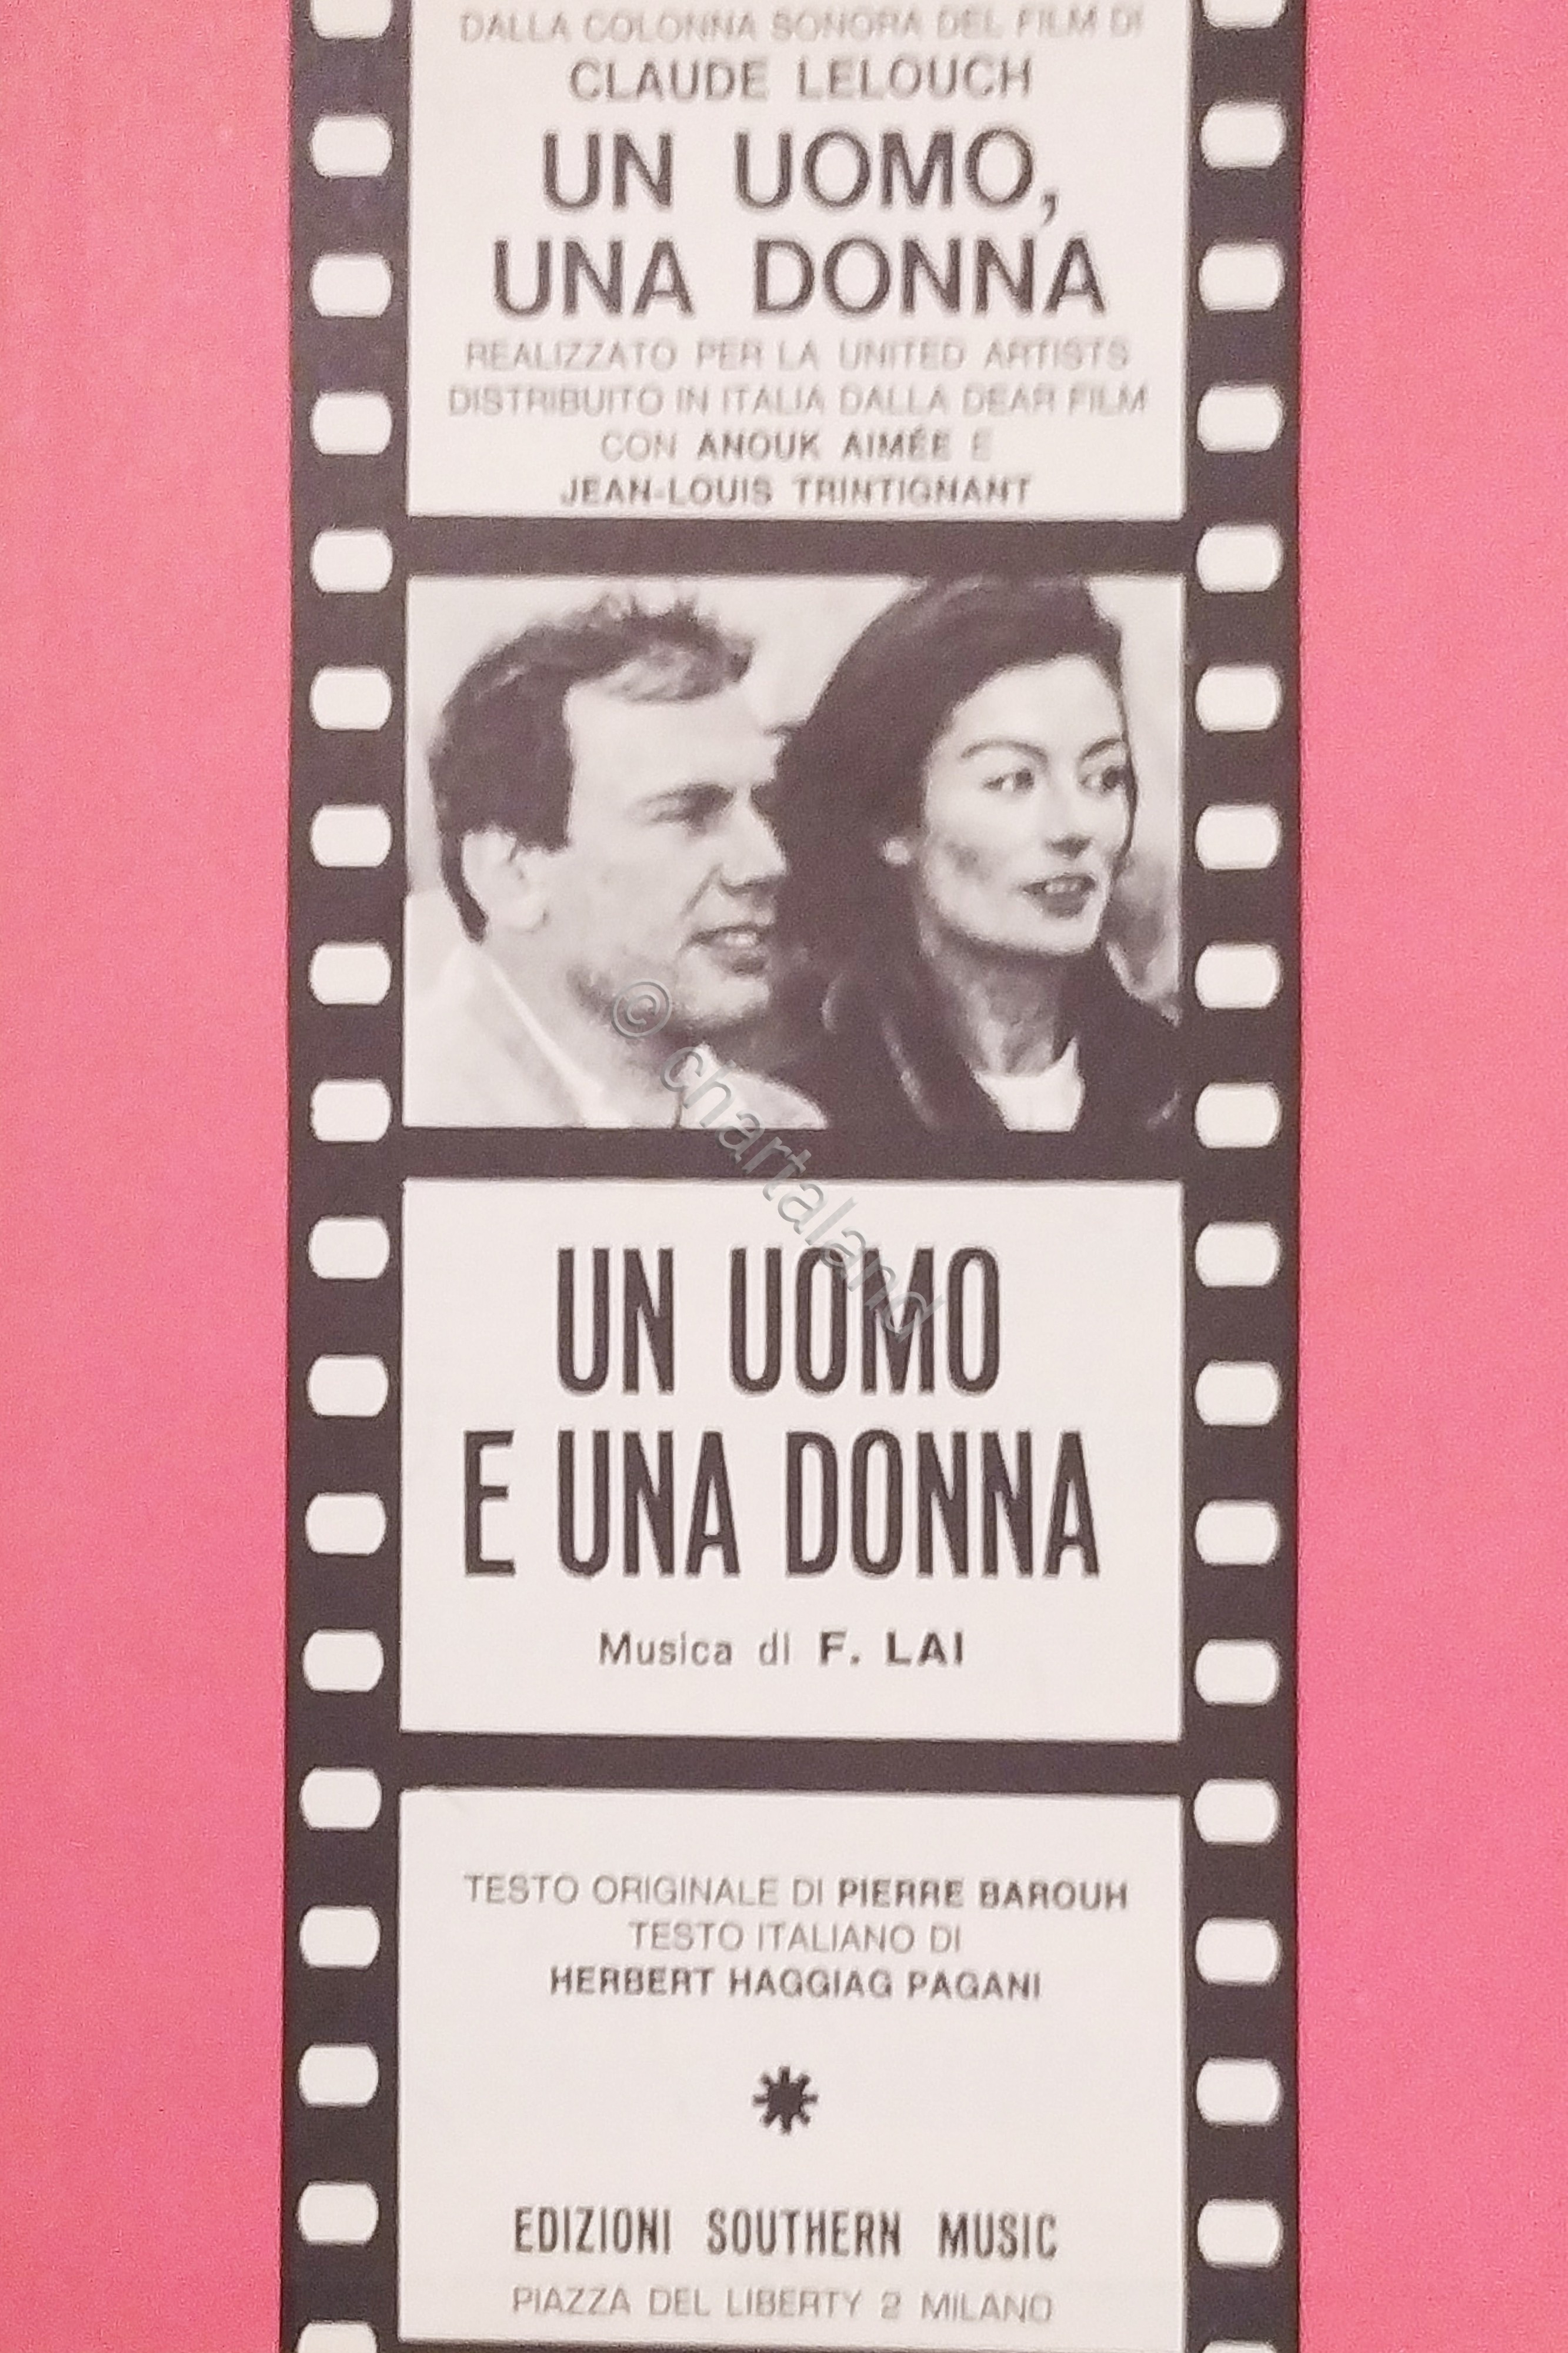 DALLA COLONNA SONORA DEL FILM DI
CLAUDE LELOUCH
UN UOMO,
UNA DONNA
REALIZZATO PER LA UNITED ARTISTS
DISTRIBUITO IN ITALIA DALLA DEAR FILM
CON ANOUK AIMÉE E
JEAN-LOUIS TRINTIGNANT
© chartaland
UN UOMO
E UNA DONNA
Musica di F. LAI
TESTO ORIGINALE DI PIERRE BAROUH
TESTO ITALIANO DI
HERBERT HAGGIAG PAGANI
EDIZIONI SOUTHERN MUSIC
PIAZZA DEL LIBERTY 2 MILANO